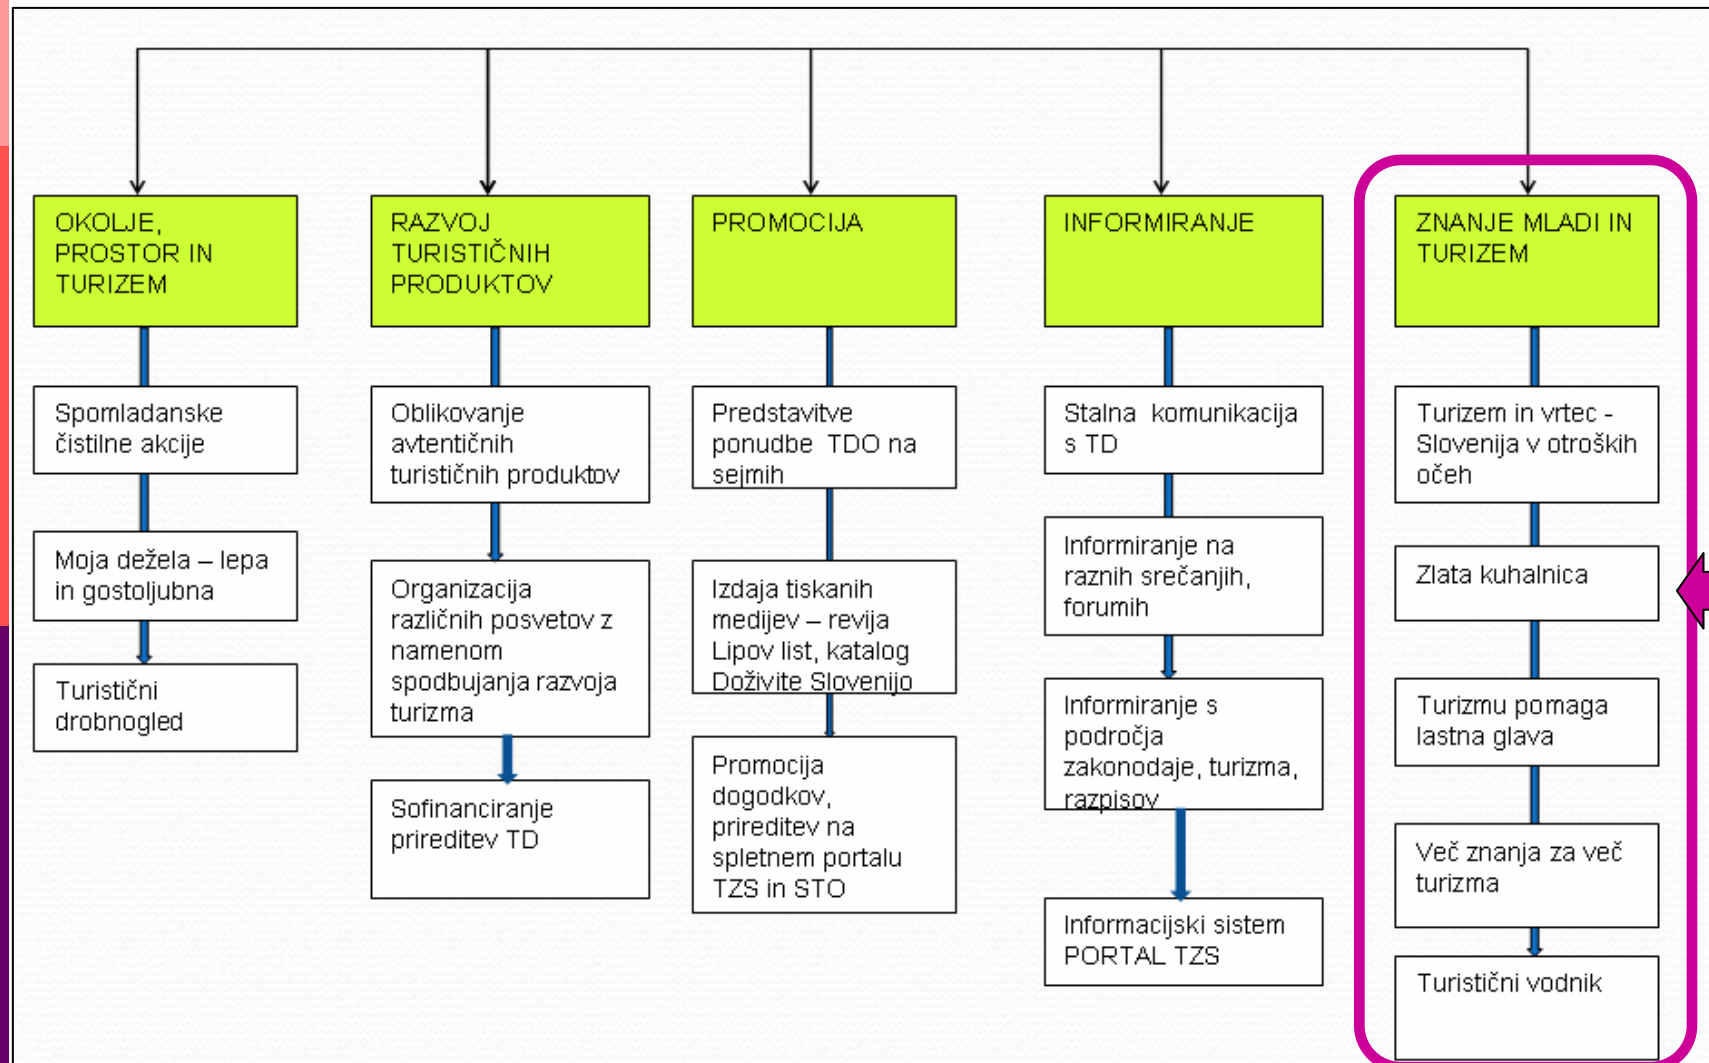 OKOLJE,
PROSTOR IN
TURIZEM
Spomladanske
čistilne akcije
Moja dežela – lepa
in gostoljubna
Turistični
drobnogled
RAZVOJ
TURISTIČNIH
PRODUKTOV
Oblikovanje
avtentičnih
turističnih produktov
Organizacija
različnih posvetov z
namenom
spodbujanja razvoja
turizma
Sofinanciranje
prireditev TD
PROMOCIJA
Predstavitve
ponudbe TDO na
sejmih
Izdaja tiskanih
medijev – revija
Lipov list, katalog
Doživite Slovenijo
Promocija
dogodkov,
prireditev na
spletnem portalu
TZS in STO
INFORMIRANJE
Stalna komunikacija
s TD
Informiranje na
raznih srečanjih,
forumih
Informiranje s
področja
zakonodaje, turizma,
razpisov
Informacijski sistem
PORTAL TZS
ZNANJE MLADI IN
TURIZEM
Turizem in vrtec -
Slovenija v otroških
očeh
Zlata kuhalnica
Turizmu pomaga
lastna glava
Več znanja za več
turizma
Turistični vodnik